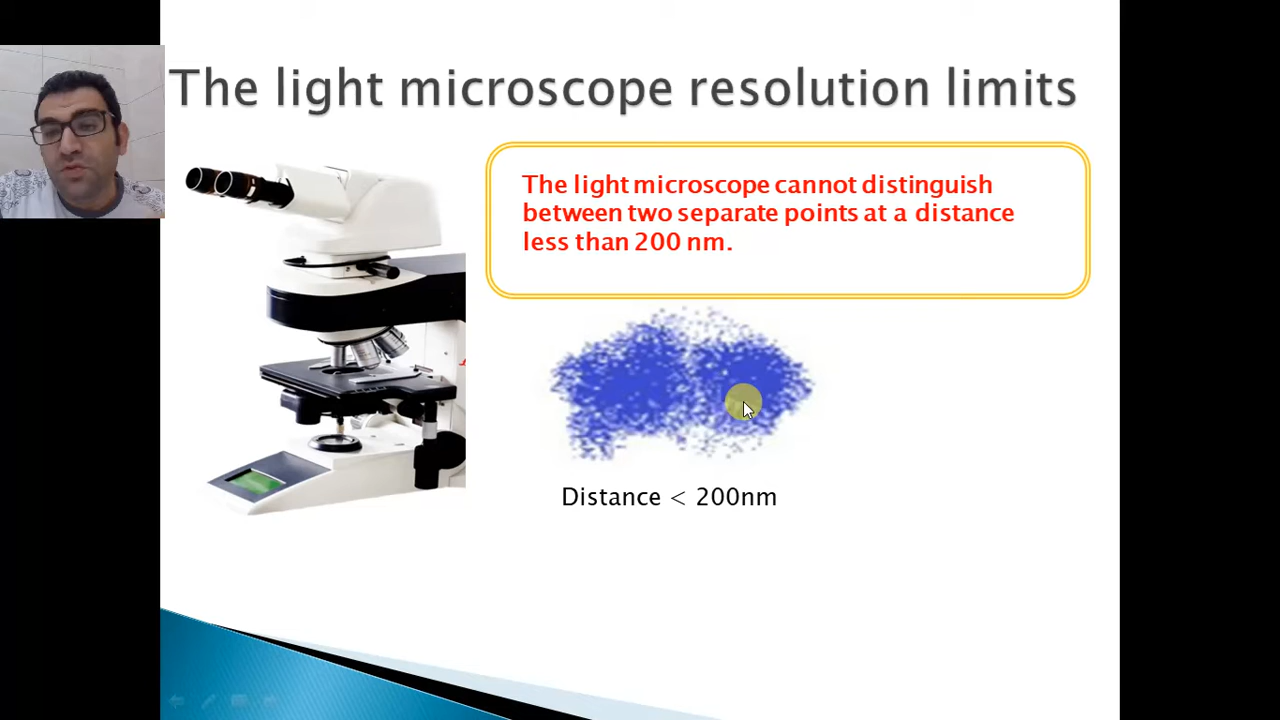 The light microscope resolution limits
The light microscope cannot distinguish
between two separate points at a distance
less than 200 nm.
Distance < 200nm